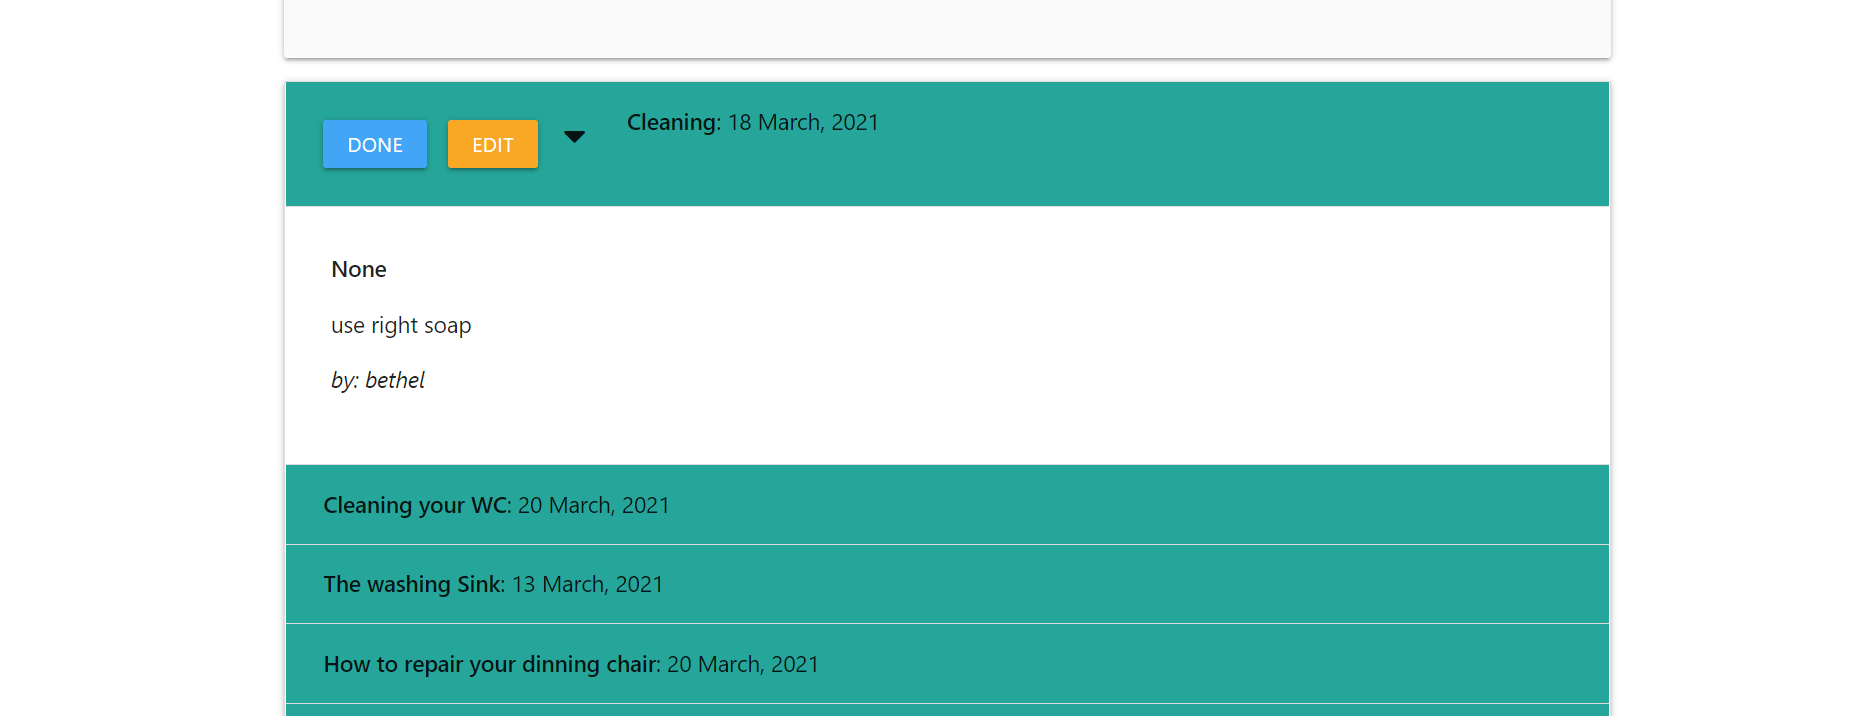 DONE EDIT Cleaning: 18 March, 2021
None
use right soap
by: bethel
Cleaning your WC: 20 March, 2021
The washing Sink: 13 March, 2021
How to repair your dinning chair: 20 March, 2021